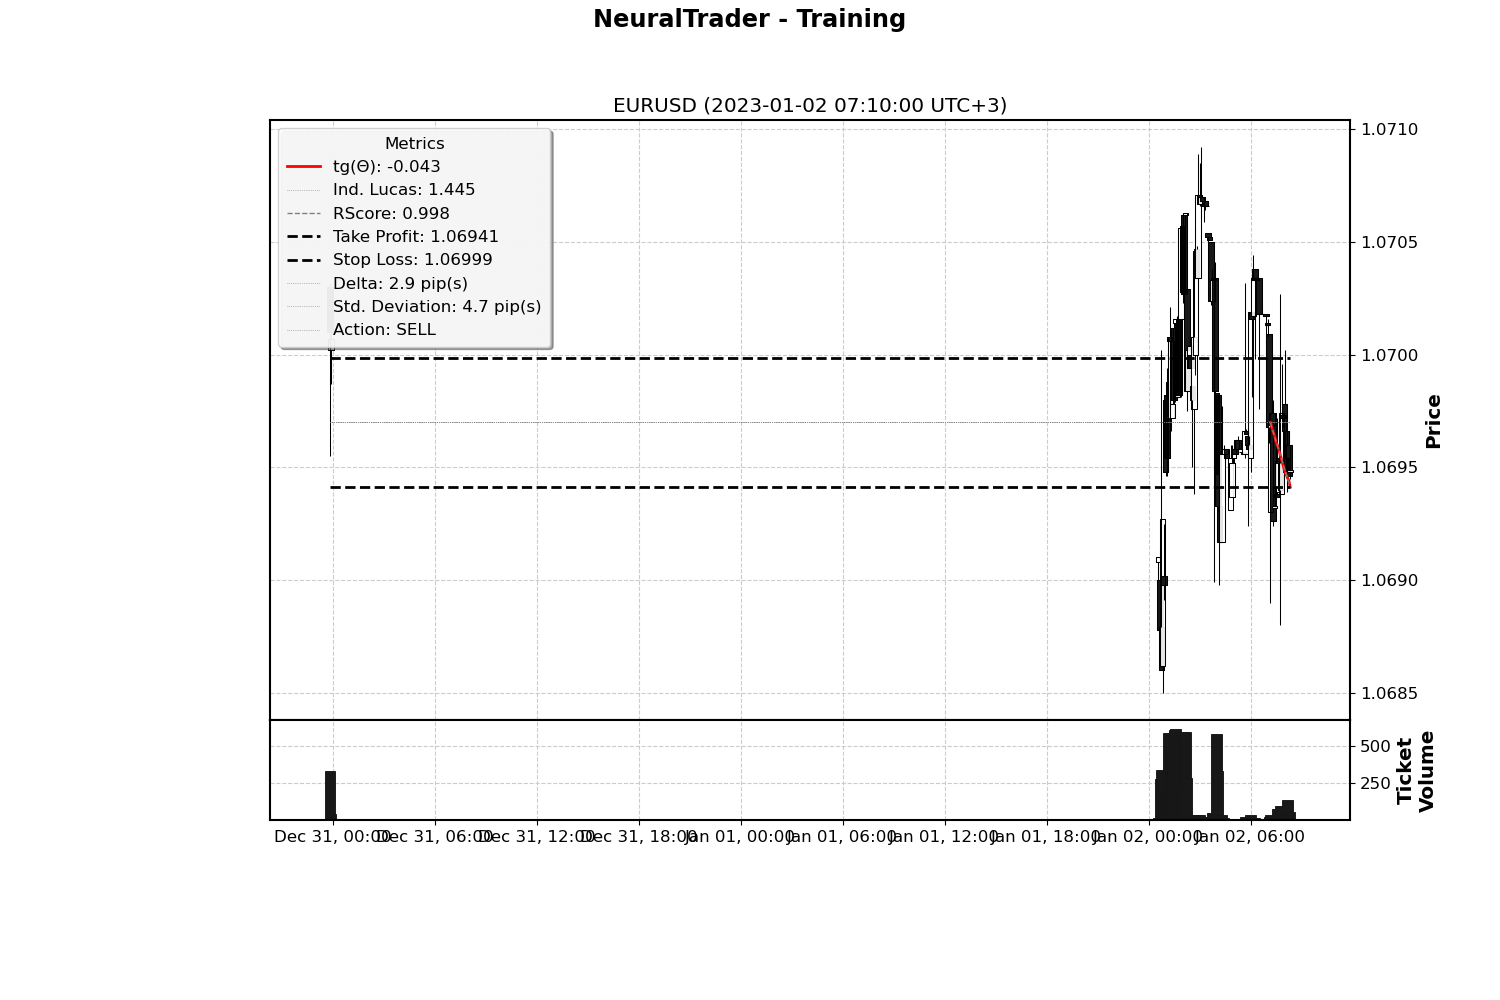 NeuralTrader - Training
EURUSD (2023-01-02 07:10:00 UTC+3)
Metrics
tg(Θ): -0.043
Ind. Lucas: 1.445
RScore: 0.998
Take Profit: 1.06941
Stop Loss: 1.06999
Delta: 2.9 pip(s)
Std. Deviation: 4.7 pip(s)
Action: SELL
1.0710
1.0705
1.0700
1.0695
1.0690
1.0685
Price
500
250
Ticket
Volume
Dec 31, 00:00
Dec 31, 06:00
Dec 31, 12:00
Dec 31, 18:00
Jan 01, 00:00
Jan 01, 06:00
Jan 01, 12:00
Jan 01, 18:00
Jan 02, 00:00
Jan 02, 06:00